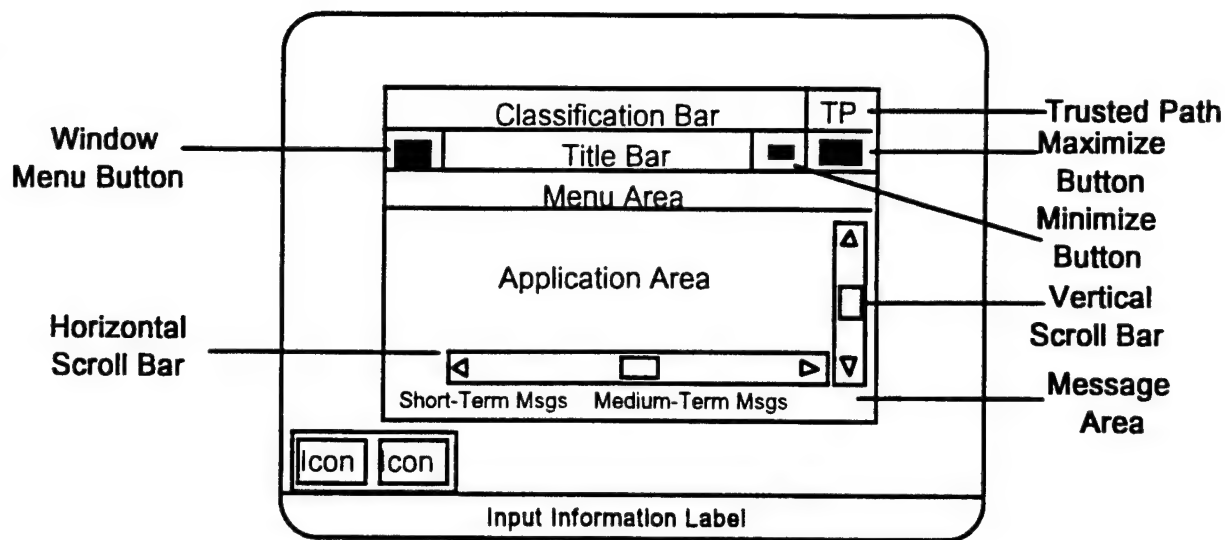 Classification Bar
TP
Trusted Path
Window
Menu Button
Title Bar
Maximize
Button
Menu Area
Minimize
Button
Application Area
Vertical
Scroll Bar
Horizontal
Scroll Bar
Short-Term Msgs
Medium-Term Msgs
Message
Area
Icon
Icon
Input Information Label